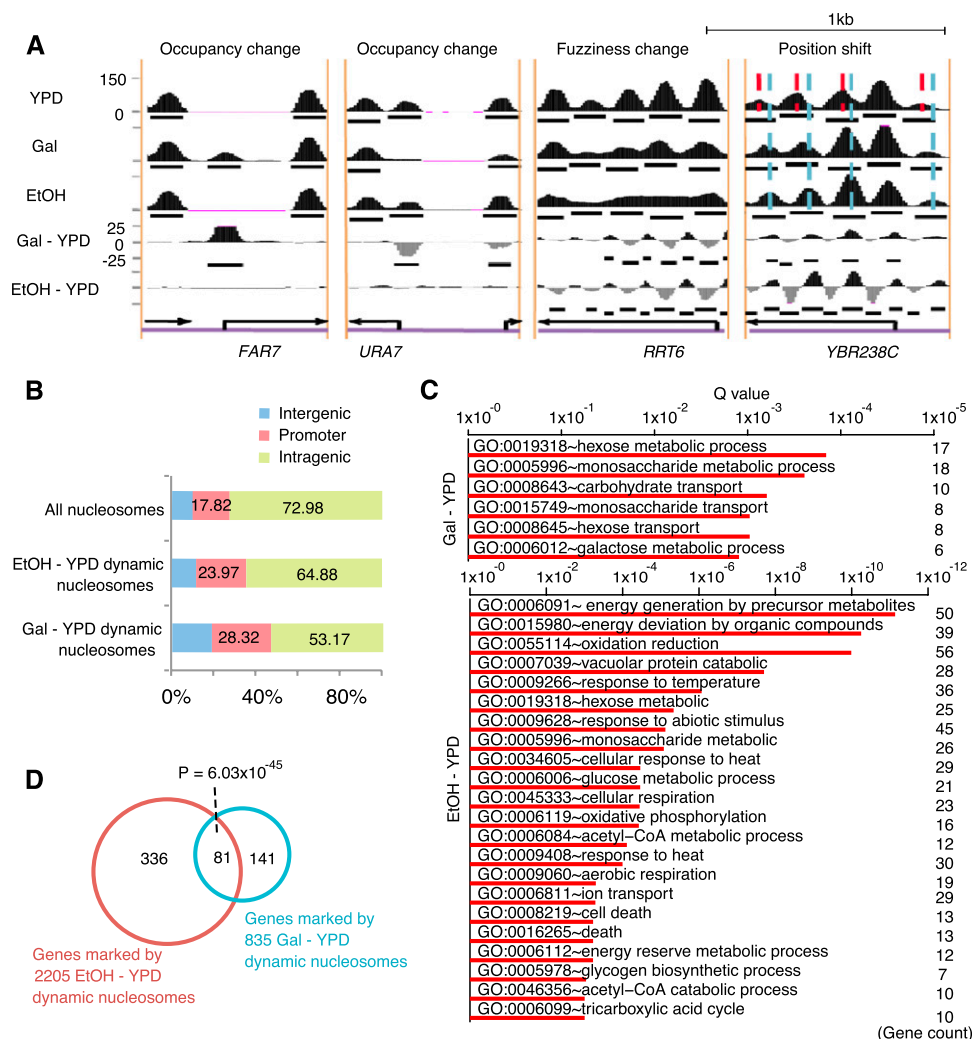 A
1kb
Occupancy change
Occupancy change
Fuzziness change
Position shift
YPD
150
0
Gal
EtOH
Gal - YPD
25
0
-25
EtOH - YPD
FAR7
URA7
RRT6
YBR238C
B
Intergenic
Promoter
Intragenic
All nucleosomes
17.82
72.98
EtOH - YPD dynamic
nucleosomes
23.97
64.88
Gal - YPD dynamic
nucleosomes
28.32
53.17
0%
40%
80%
C
Q value
1x10-0
1x10-1
1x10-2
1x10-3
1x10-4
1x10-5
Gal - YPD
GO:0019318~hexose metabolic process 17
GO:0005996~monosaccharide metabolic process 18
GO:0008643~carbohydrate transport 10
GO:0015749~monosaccharide transport 8
GO:0008645~hexose transport 8
GO:0006012~galactose metabolic process 6
1x10-0
1x10-2
1x10-4
1x10-6
1x10-8
1x10-10
1x10-12
EtOH - YPD
GO:0006091~ energy generation by precursor metabolites 50
GO:0015980~energy deviation by organic compounds 39
GO:0055114~oxidation reduction 56
GO:0007039~vacuolar protein catabolic 28
GO:0009266~response to temperature 36
GO:0019318~hexose metabolic 25
GO:0009628~response to abiotic stimulus 45
GO:0005996~monosaccharide metabolic 26
GO:0034605~cellular response to heat 29
GO:0006006~glucose metabolic process 21
GO:0045333~cellular respiration 23
GO:0006119~oxidative phosphorylation 16
GO:0006084~acetyl−CoA metabolic process 12
GO:0009408~response to heat 30
GO:0009060~aerobic respiration 19
GO:0006811~ion transport 29
GO:0008219~cell death 13
GO:0016265~death 13
GO:0006112~energy reserve metabolic process 12
GO:0005978~glycogen biosynthetic process 7
GO:0046356~acetyl−CoA catabolic process 10
GO:0006099~tricarboxylic acid cycle 10
(Gene count)
D
P = 6.03x10-45
336
81
141
Genes marked by
835 Gal - YPD
dynamic nucleosomes
Genes marked by
2205 EtOH - YPD
dynamic nucleosomes